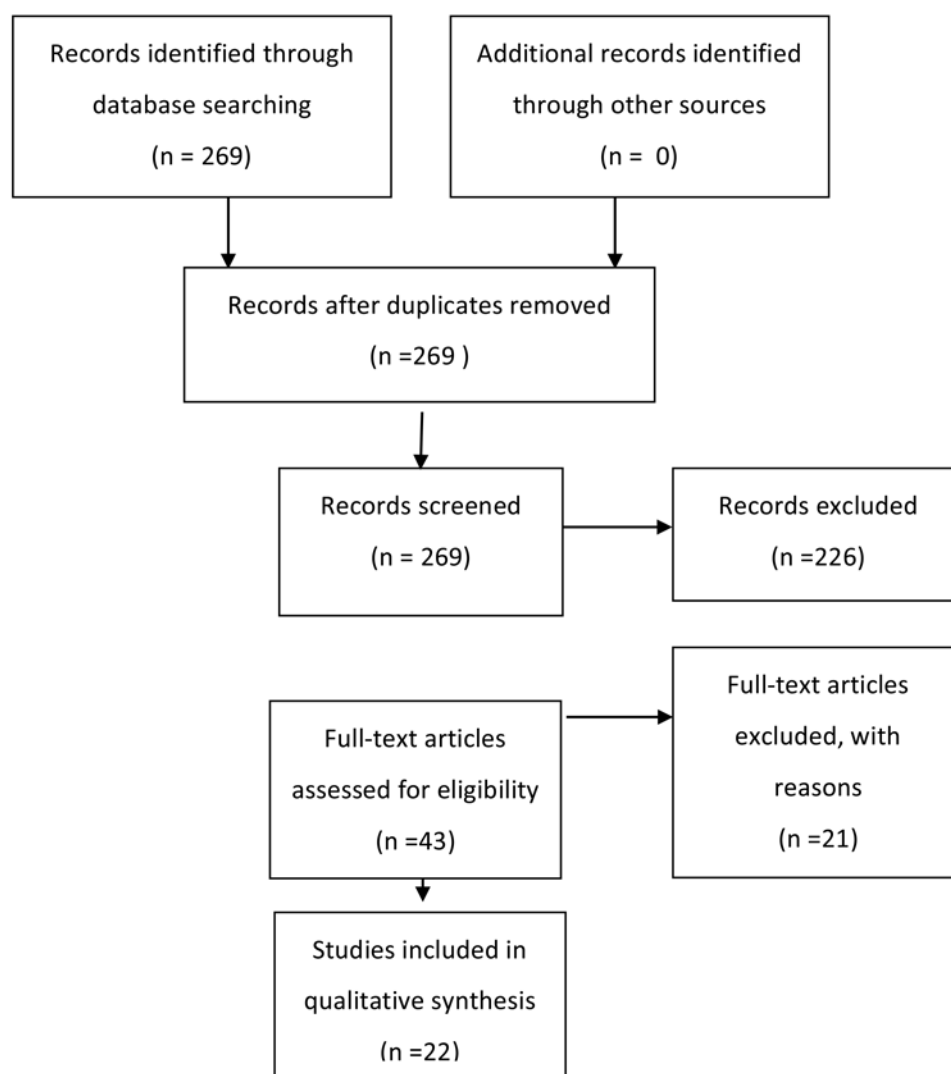 Records identified through
database searching
(n = 269)
Additional records identified
through other sources
(n =  0)
Records after duplicates removed
(n =269 )
Records screened
(n = 269)
Records excluded
(n =226)
Full-text articles
assessed for eligibility
(n =43)
Full-text articles
excluded, with
reasons
(n =21)
Studies included in
qualitative synthesis
(n =22)